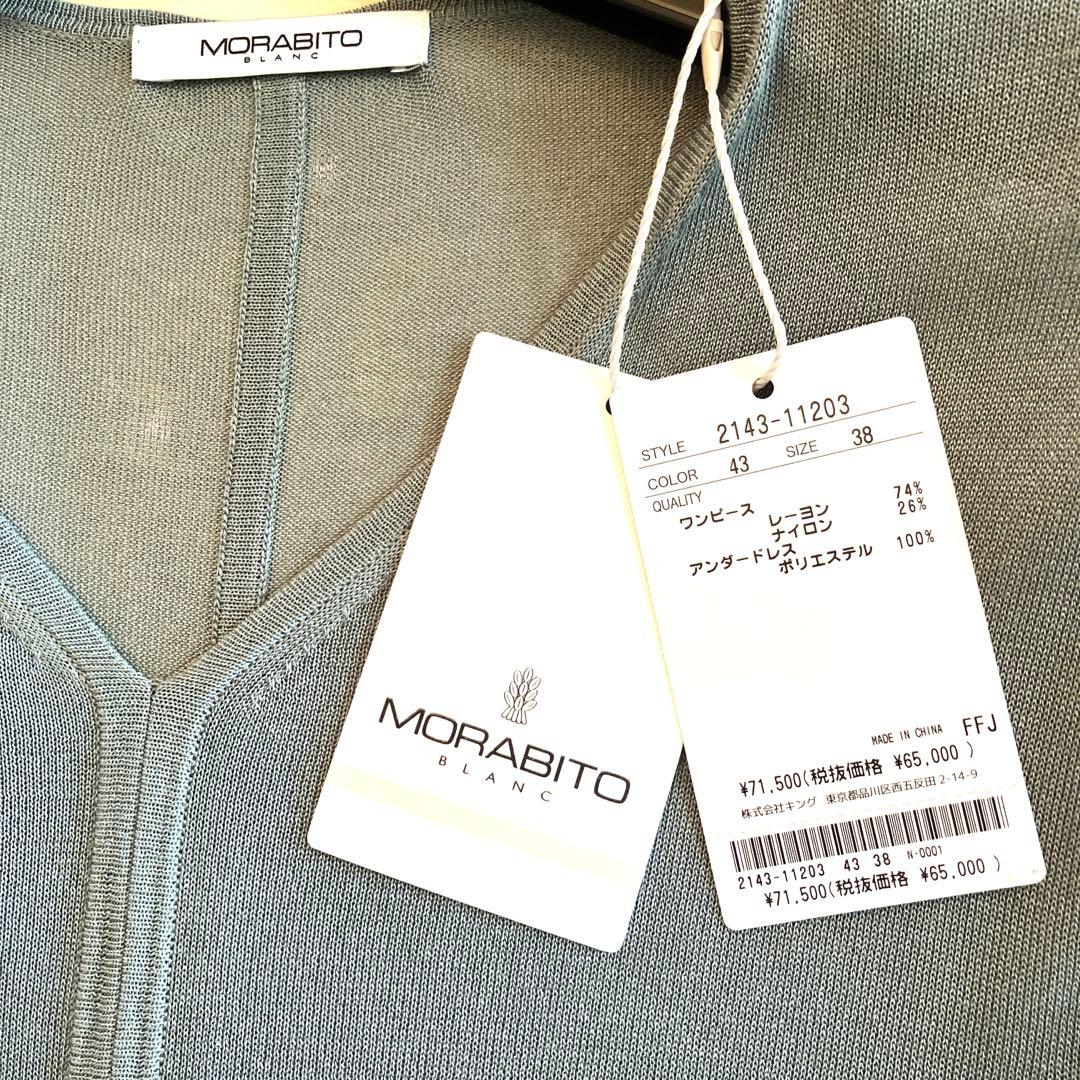 MORABITO
BLANC
MORABITO
BLANC
STYLE 2143-11203
COLOR 43 SIZE 38
QUALITY
ワンピース レーヨン 74%
ナイロン 26%
アンダードレス
ポリエステル 100%
MADE IN CHINA FFJ
¥71,500(税抜価格 ¥65,000 )
株式会社キング 東京都品川区西五反田 2-14-9
2143-11203 43 38 N-0001
¥71,500(税抜価格 ¥65,000 )